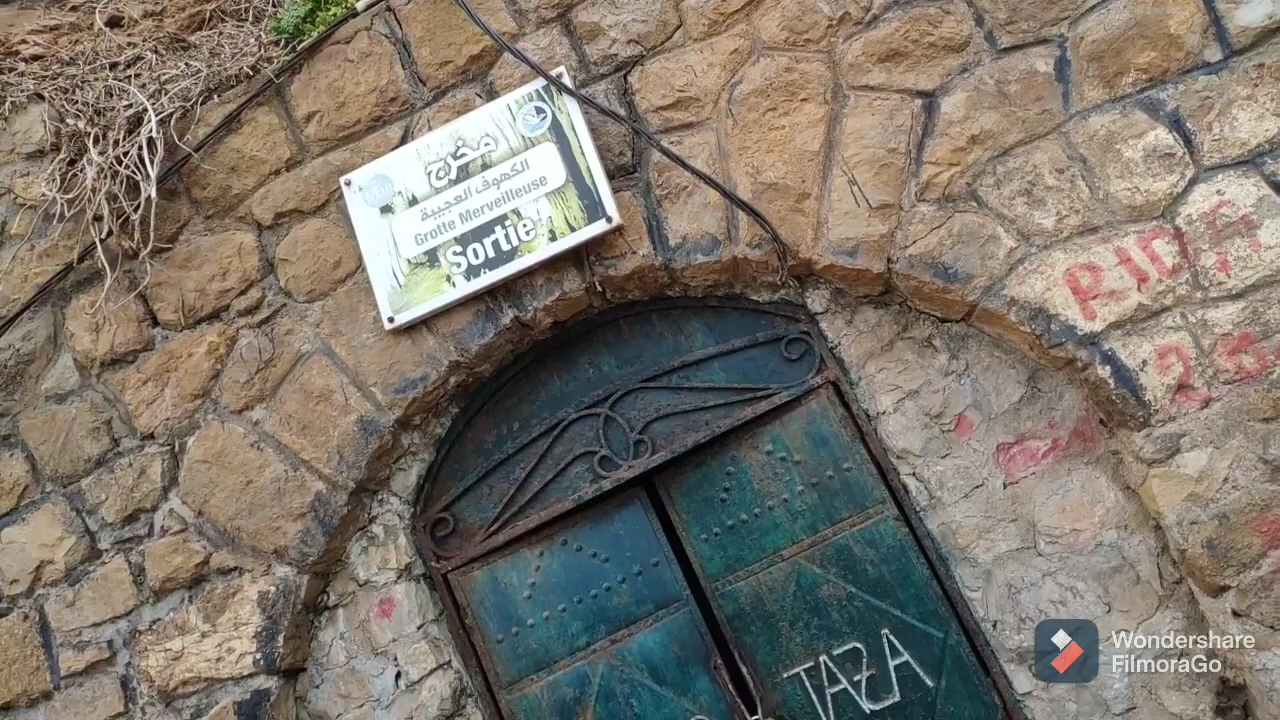 مخرج
الكهوف العجيبة
Grotte Merveilleuse
Sortie
RIDA
TAZA
Wondershare
FilmoraGo